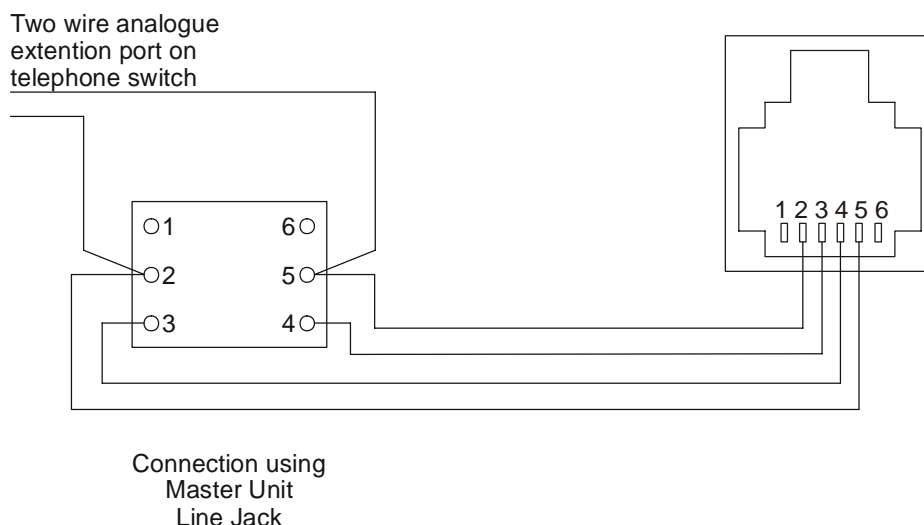 Two wire analogue
extention port on
telephone switch
1 2 3 4 5 6
1 6
2 5
3 4
Connection using
Master Unit
Line Jack